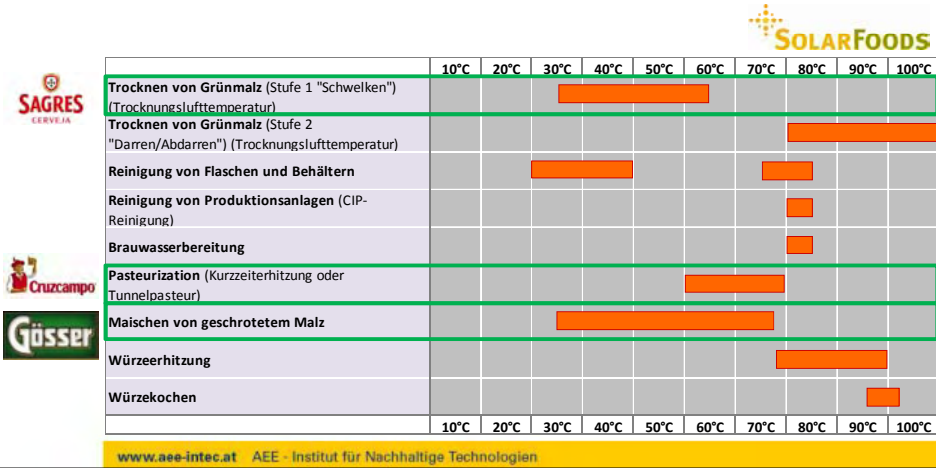 SOLARFOODS
10°C 20°C 30°C 40°C 50°C 60°C 70°C 80°C 90°C 100°C
SAGRES
CERVEJA
Trocknen von Grünmalz (Stufe 1 "Schwelken")
(Trocknungslufttemperatur)
Trocknen von Grünmalz (Stufe 2
"Darren/Abdarren") (Trocknungslufttemperatur)
Reinigung von Flaschen und Behältern
Reinigung von Produktionsanlagen (CIP-
Reinigung)
Brauwasserbereitung
Cruzcampo
Pasteurization (Kurzzeiterhitzung oder
Tunnelpasteur)
Gösser
Maischen von geschrotetem Malz
Würzeerhitzung
Würzekochen
10°C 20°C 30°C 40°C 50°C 60°C 70°C 80°C 90°C 100°C
www.aee-intec.at AEE - Institut für Nachhaltige Technologien